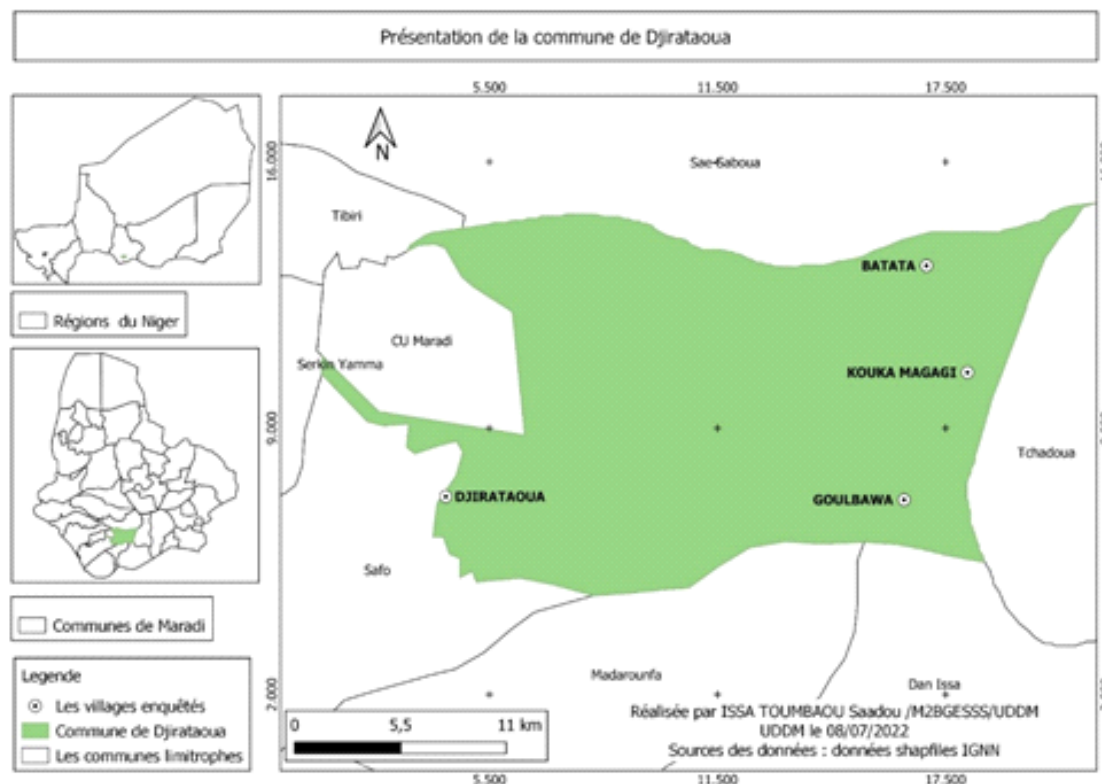 Présentation de la commune de Djirataoua
5.500 11.500 17.500
16.000
N
Sae-Saboua
Tibiri
BATATA
Régions du Niger
CU Maradi
Serkin Yamma
KOUKA MAGAGI
9.000
Tchadoua
DJIRATAOUA
GOULBAWA
Safo
Communes de Maradi
Madarounfa
Dan Issa
2.000
Legende
Les villages enquêtés
Commune de Djirataoua
Les communes limitrophes
0 5,5 11 km
Réalisée par ISSA TOUMBAOU Saadou /M2BGESSS/UDDM
UDDM le 08/07/2022
Sources des données : données shapfiles IGNN
5.500 11.500 17.500